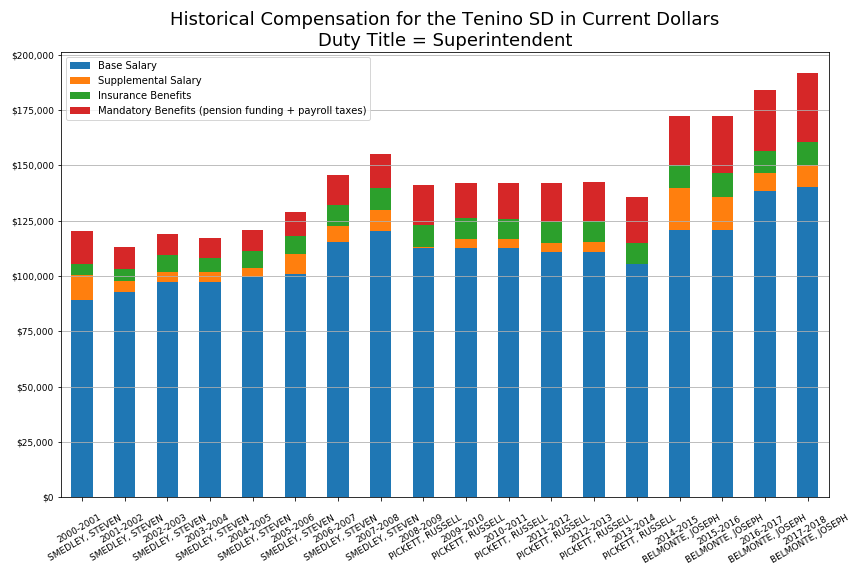 Historical Compensation for the Tenino SD in Current Dollars
Duty Title = Superintendent
Base Salary
Supplemental Salary
Insurance Benefits
Mandatory Benefits (pension funding + payroll taxes)
$200,000
$175,000
$150,000
$125,000
$100,000
$75,000
$50,000
$25,000
$0
2000-2001
SMEDLEY, STEVEN
2001-2002
SMEDLEY, STEVEN
2002-2003
SMEDLEY, STEVEN
2003-2004
SMEDLEY, STEVEN
2004-2005
SMEDLEY, STEVEN
2005-2006
SMEDLEY, STEVEN
2006-2007
SMEDLEY, STEVEN
2007-2008
SMEDLEY, STEVEN
2008-2009
PICKETT, RUSSELL
2009-2010
PICKETT, RUSSELL
2010-2011
PICKETT, RUSSELL
2011-2012
PICKETT, RUSSELL
2012-2013
PICKETT, RUSSELL
2013-2014
PICKETT, RUSSELL
2014-2015
BELMONTE, JOSEPH
2015-2016
BELMONTE, JOSEPH
2016-2017
BELMONTE, JOSEPH
2017-2018
BELMONTE, JOSEPH